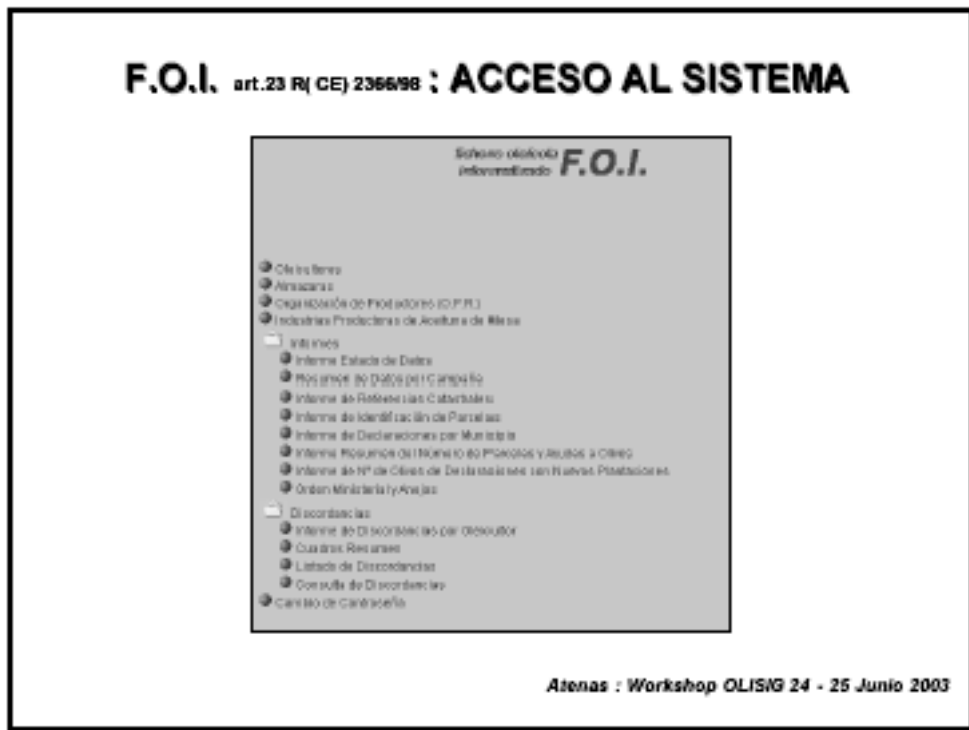 F.O.I. art.23 R( CE) 2366/98 : ACCESO AL SISTEMA
fichero oleícola
informatizado F.O.I.
Oleicultores
Almazaras
Organización de Productores (O.P.R.)
Industrias Productoras de Aceituna de Mesa
Informes
Informe Estado de Datos
Resumen de Datos por Campaña
Informe de Referencias Catastrales
Informe de Identificación de Parcelas
Informe de Declaraciones por Municipio
Informe Resumen del Número de Parcelas y Ayudas a Olivos
Informe de Nº de Olivos de Declaraciones con Nuevas Plantaciones
Orden Ministerial y Anejos
Discordancias
Informe de Discordancias por Oleicultor
Cuadros Resumen
Listado de Discordancias
Consulta de Discordancias
Cambio de Contraseña
Atenas : Workshop OLISIG 24 - 25 Junio 2003